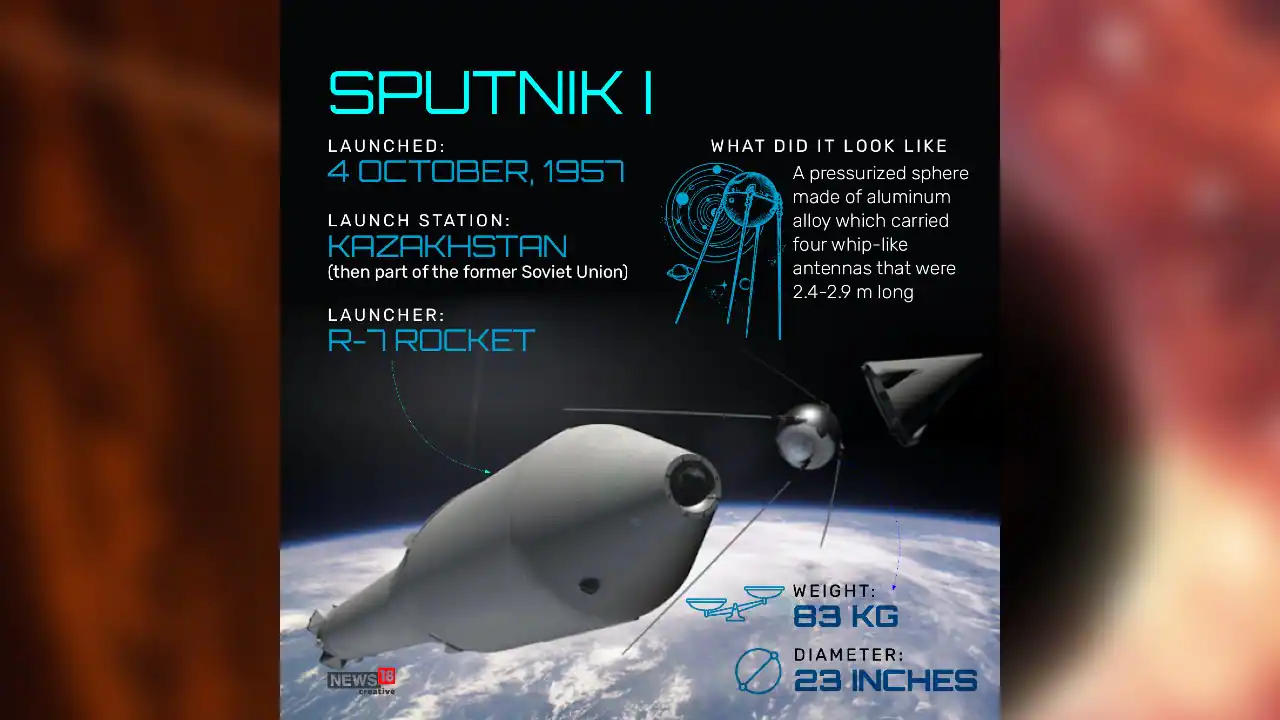 SPUTNIK I
LAUNCHED:
4 OCTOBER, 1957
LAUNCH STATION:
KAZAKHSTAN
(then part of the former Soviet Union)
LAUNCHER:
R-7 ROCKET
WHAT DID IT LOOK LIKE
A pressurized sphere
made of aluminum
alloy which carried
four whip-like
antennas that were
2.4-2.9 m long
WEIGHT:
83 KG
DIAMETER:
23 INCHES
NEWS18
creative